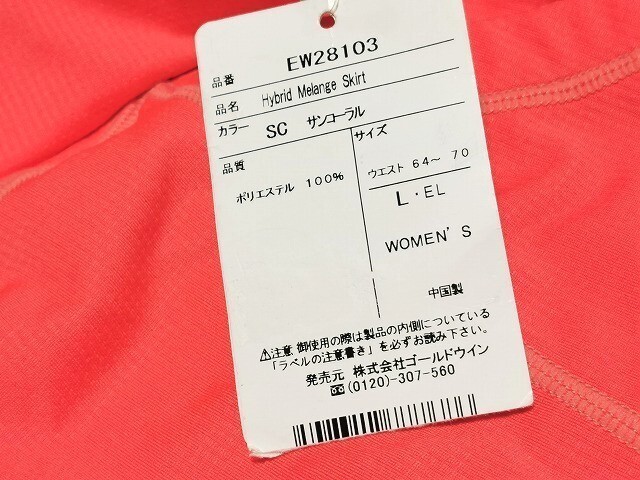 品番 EW28103
品名 Hybrid Melange Skirt
カラー SC サンコーラル
品質
ポリエステル 100%
サイズ
ウエスト 64〜 70
L・EL
WOMEN'S
中国製
⚠注意 御使用の際は製品の内側についている
「ラベルの注意書き」を必ずお読み下さい。
発売元 株式会社ゴールドウイン
(0120)-307-560